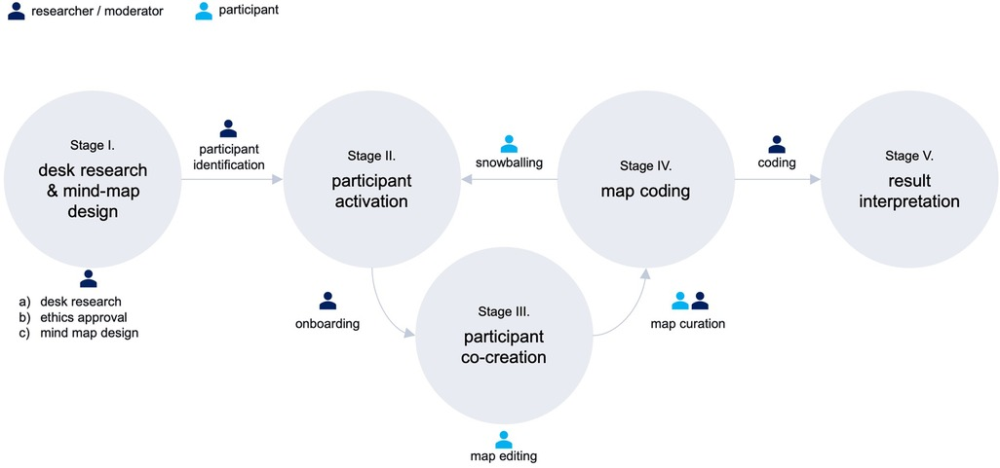 researcher / moderator
participant
Stage I.
desk research
& mind-map
design
participant
identification
Stage II.
participant
activation
snowballing
Stage IV.
map coding
coding
Stage V.
result
interpretation
a) desk research
b) ethics approval
c) mind map design
onboarding
Stage III.
participant
co-creation
map curation
map editing